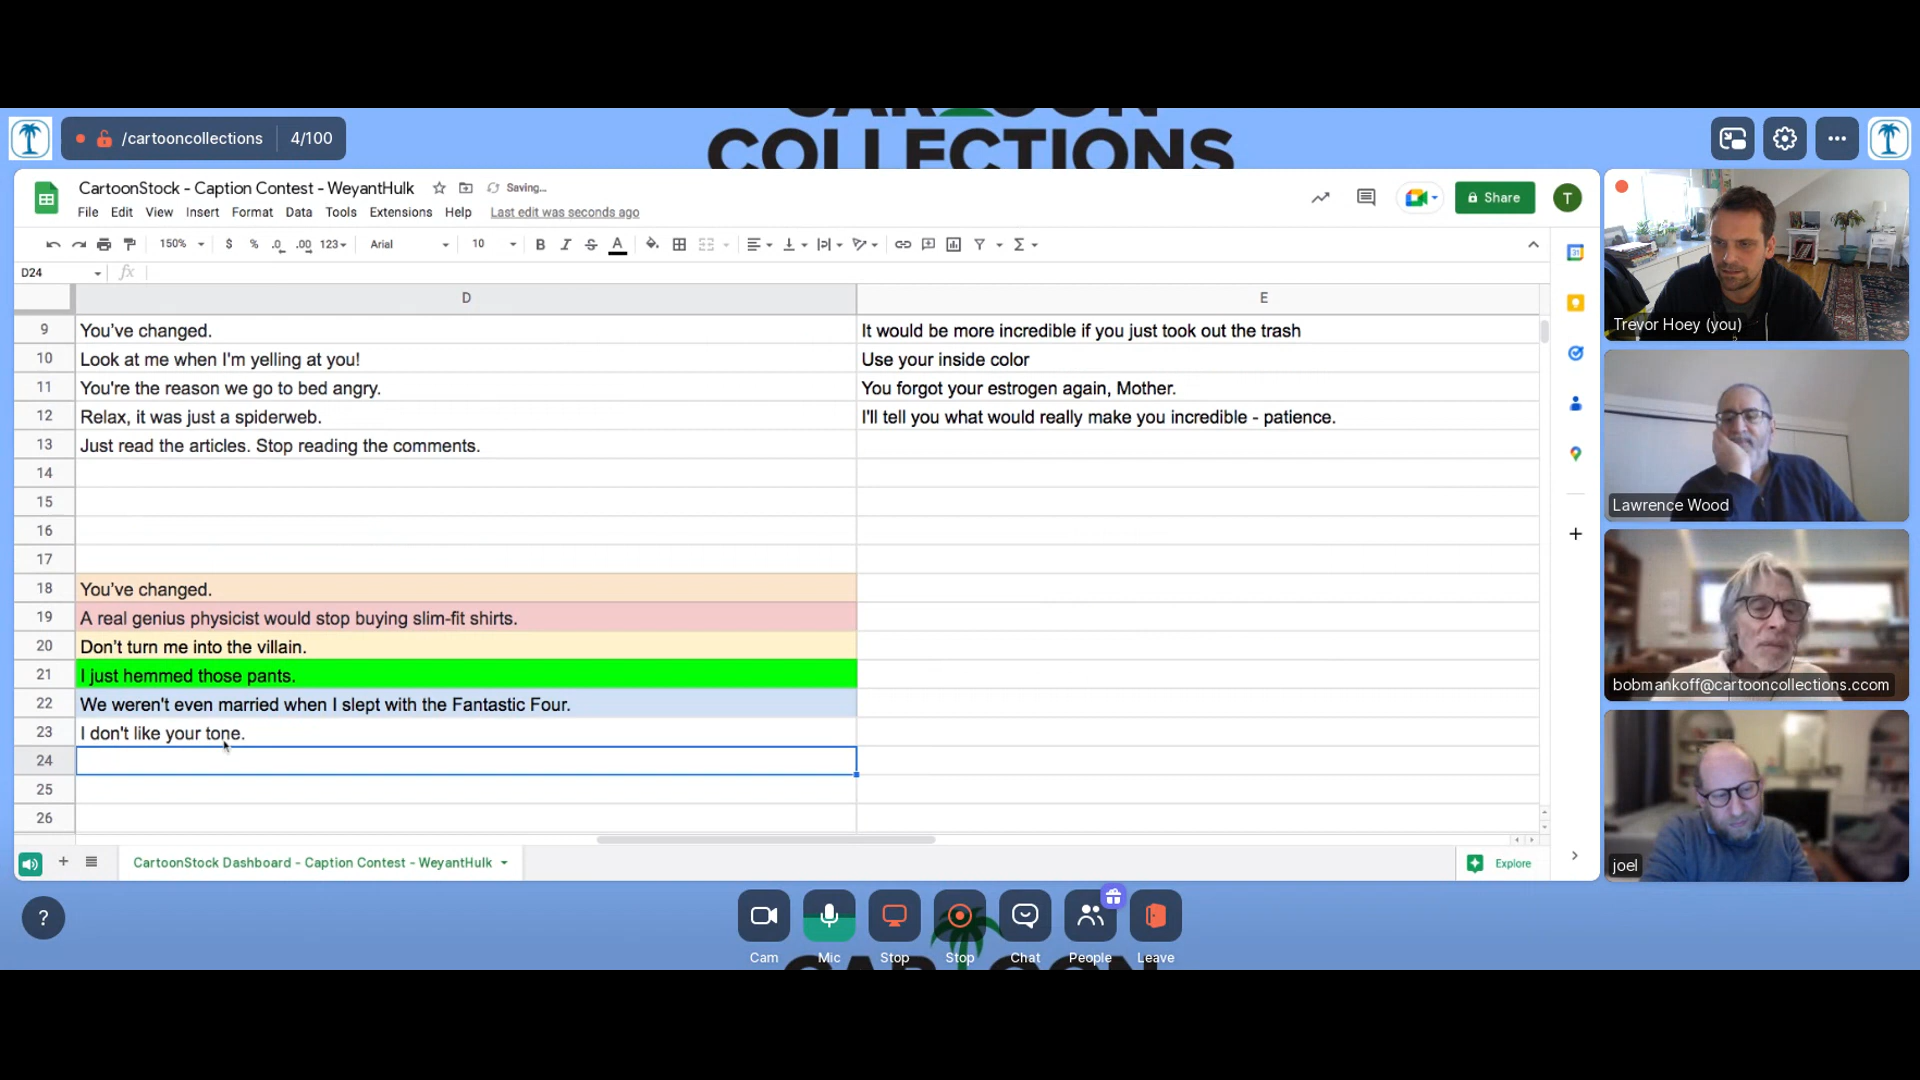 CARTOON
COLLECTIONS
/cartooncollections 4/100
CartoonStock - Caption Contest - WeyantHulk Saving...
File Edit View Insert Format Data Tools Extensions Help Last edit was seconds ago
Share T
150% $ % .0 .00 123 Arial 10 B I S A
D24 fx
D E
9 You've changed. It would be more incredible if you just took out the trash
10 Look at me when I'm yelling at you! Use your inside color
11 You're the reason we go to bed angry. You forgot your estrogen again, Mother.
12 Relax, it was just a spiderweb. I'll tell you what would really make you incredible - patience.
13 Just read the articles. Stop reading the comments.
14
15
16
17
18 You've changed.
19 A real genius physicist would stop buying slim-fit shirts.
20 Don't turn me into the villain.
21 I just hemmed those pants.
22 We weren't even married when I slept with the Fantastic Four.
23 I don't like your tone.
24
25
26
CartoonStock Dashboard - Caption Contest - WeyantHulk Explore
31
Trevor Hoey (you)
Lawrence Wood
bobmankoff@cartooncollections.ccom
joel
?
Cam Mic Stop Stop Chat People Leave